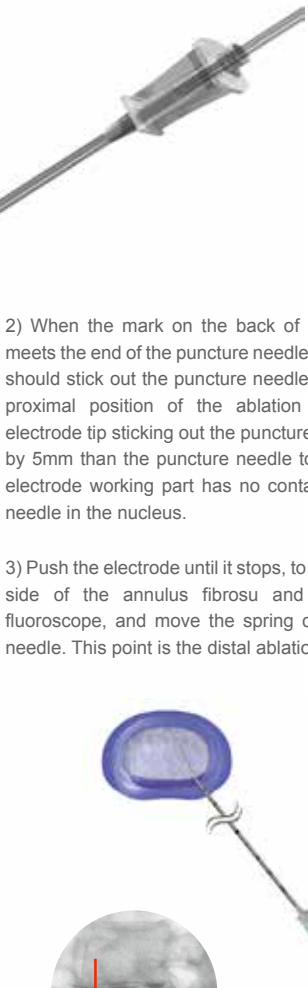 2) When the mark on the back of
meets the end of the puncture needle
should stick out the puncture needle
proximal position of the ablation
electrode tip sticking out the puncture
by 5mm than the puncture needle to
electrode working part has no conta
needle in the nucleus.
3) Push the electrode until it stops, to
side of the annulus fibrosu and
fluoroscope, and move the spring c
needle. This point is the distal ablatio